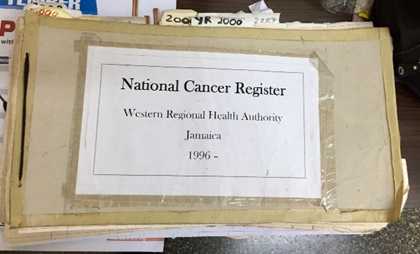 2001 YR 2000
National Cancer Register
Western Regional Health Authority
Jamaica
1996 -